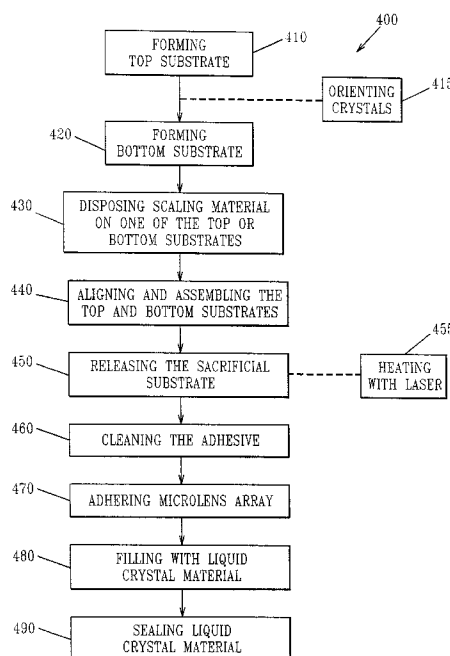 400
410
FORMING
TOP SUBSTRATE
415
ORIENTING
CRYSTALS
420
FORMING
BOTTOM SUBSTRATE
430
DISPOSING SCALING MATERIAL
ON ONE OF THE TOP OR
BOTTOM SUBSTRATES
440
ALIGNING AND ASSEMBLING THE
TOP AND BOTTOM SUBSTRATES
450
RELEASING THE SACRIFICIAL
SUBSTRATE
455
HEATING
WITH LASER
460
CLEANING THE ADHESIVE
470
ADHERING MICROLENS ARRAY
480
FILLING WITH LIQUID
CRYSTAL MATERIAL
490
SEALING LIQUID
CRYSTAL MATERIAL